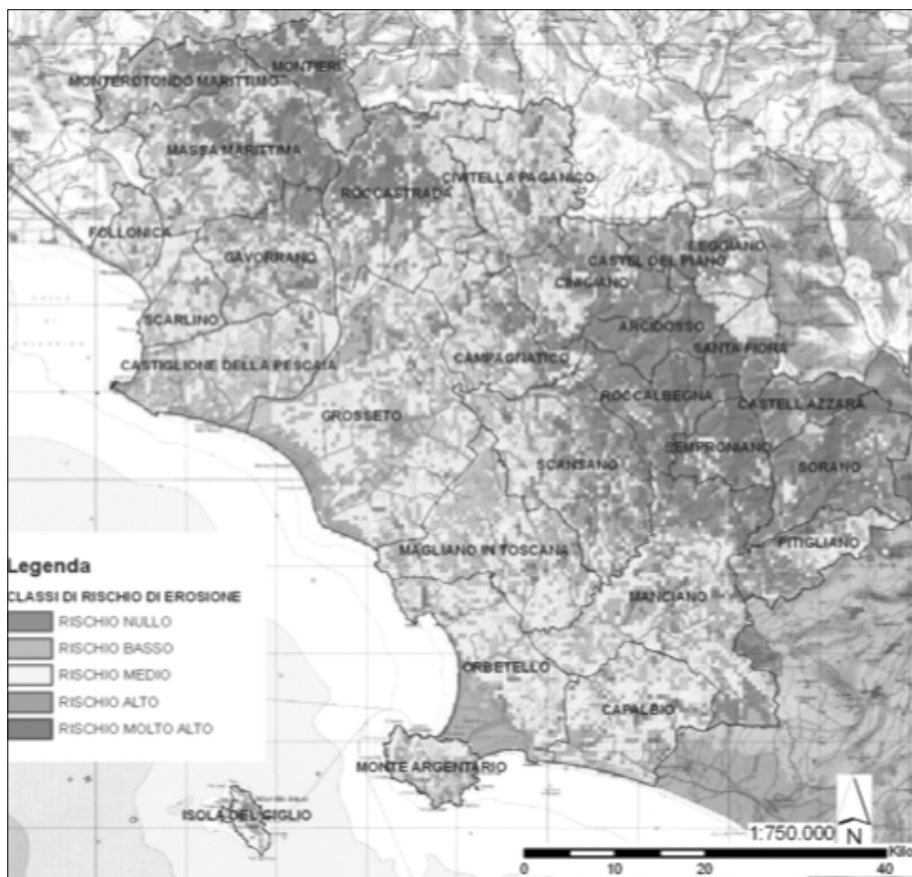 MONTIERI
MONTEROTONDO MARITTIMO
MASSA MARITTIMA
CIVITELLA PAGANICO
ROCCASTRADA
FOLLONICA
SEGGIANO
GAVORRANO
CASTEL DEL PIANO
CINIGIANO
SCARLINO
ARCIDOSSO
SANTA FIORA
CASTIGLIONE DELLA PESCAIA
CAMPAGNATICO
ROCCALBEGNA
CASTELL AZZARA
GROSSETO
SEMPRONIANO
SCANSANO
SORANO
PITIGLIANO
MAGLIANO IN TOSCANA
MANCIANO
ORBETELLO
CAPALBIO
MONTE ARGENTARIO
ISOLA DEL GIGLIO
Legenda
CLASSI DI RISCHIO DI EROSIONE
RISCHIO NULLO
RISCHIO BASSO
RISCHIO MEDIO
RISCHIO ALTO
RISCHIO MOLTO ALTO
1:750.000
N
Kilo
0 10 20 40